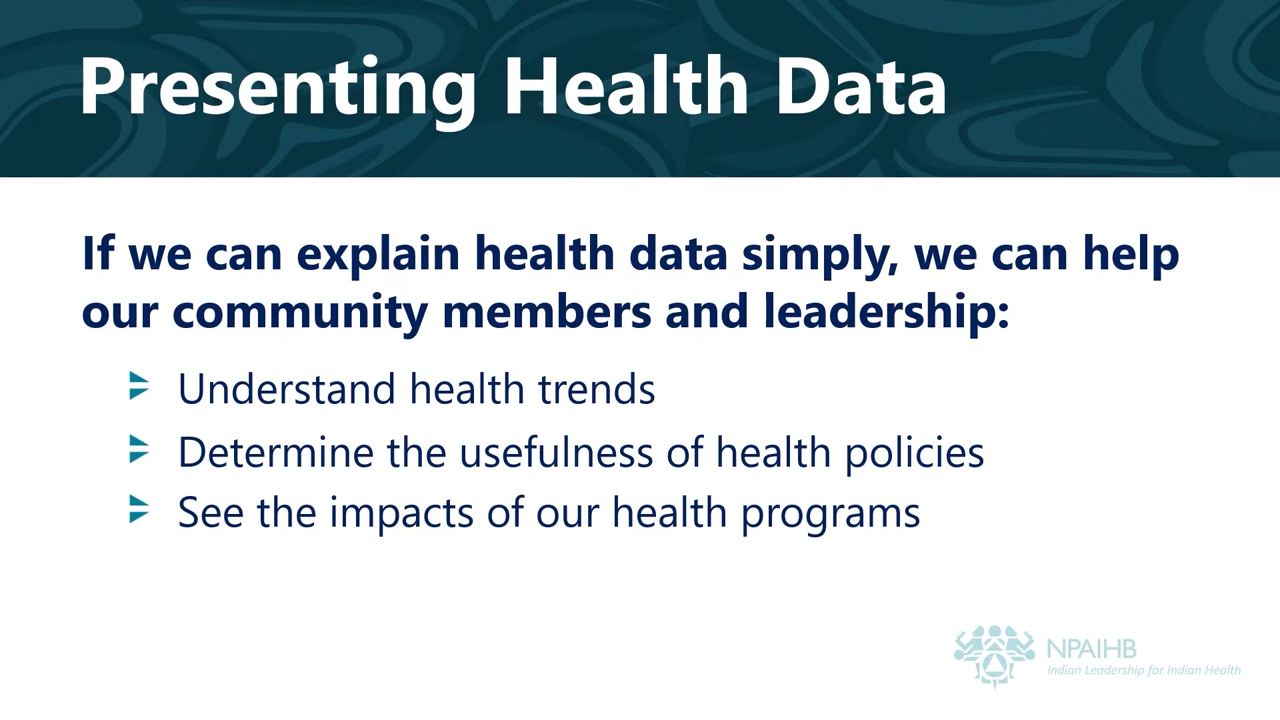 Presenting Health Data
If we can explain health data simply, we can help
our community members and leadership:
Understand health trends
Determine the usefulness of health policies
See the impacts of our health programs
NPAIHB
Indian Leadership for Indian Health